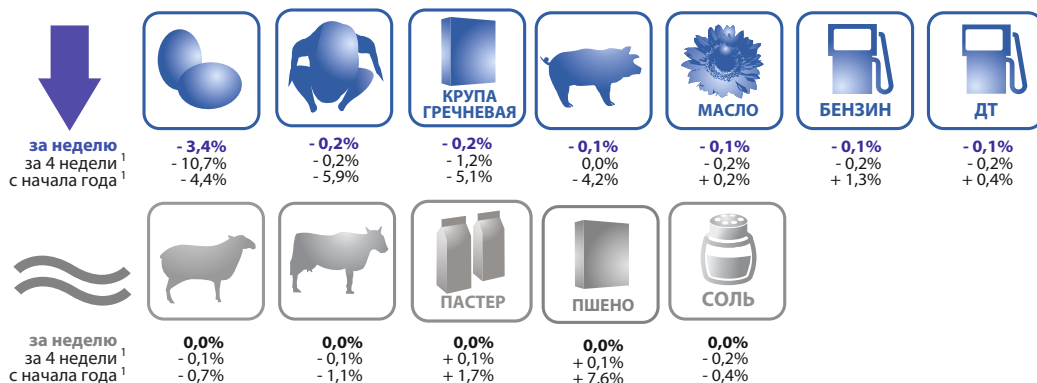 КРУПА
ГРЕЧНЕВАЯ
МАСЛО
БЕНЗИН
ДТ
за неделю - 3,4% - 0,2% - 0,2% - 0,1% - 0,1% - 0,1% - 0,1%
за 4 недели 1 - 10,7% - 0,2% - 1,2% 0,0% - 0,2% - 0,2% - 0,2%
с начала года 1 - 4,4% - 5,9% - 5,1% - 4,2% + 0,2% + 1,3% + 0,4%
ПАСТЕР
ПШЕНО
СОЛЬ
за неделю 0,0% 0,0% 0,0% 0,0% 0,0%
за 4 недели 1 - 0,1% - 0,1% + 0,1% + 0,1% - 0,2%
с начала года 1 - 0,7% - 1,1% + 1,7% + 7,6% - 0,4%